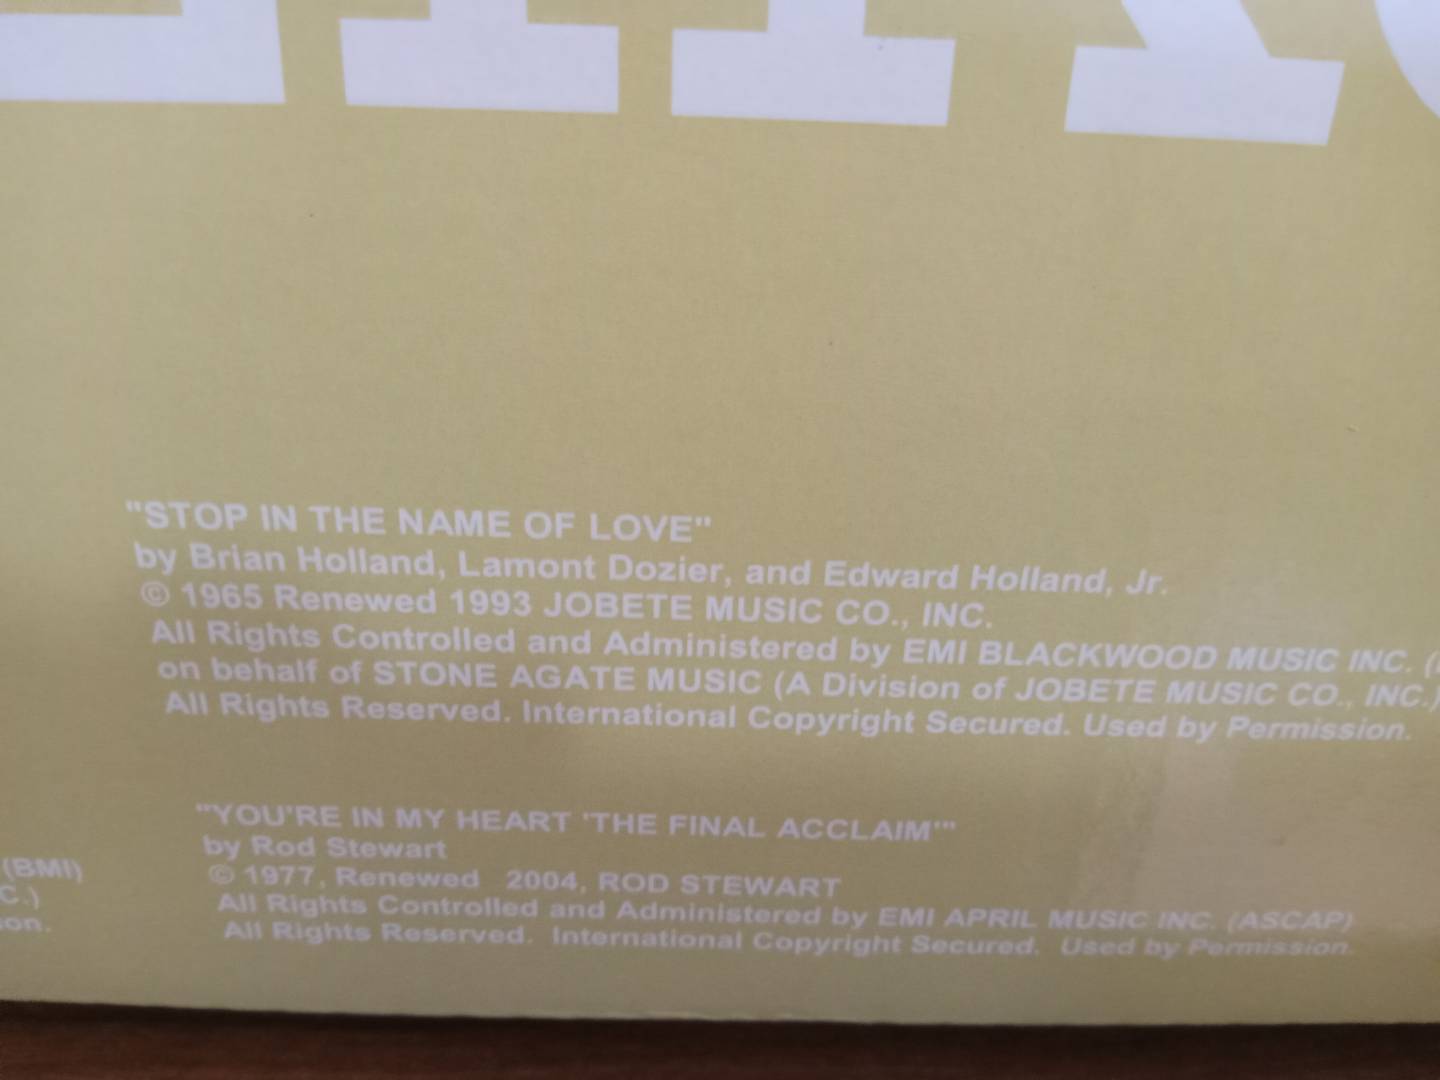 "STOP IN THE NAME OF LOVE"
by Brian Holland, Lamont Dozier, and Edward Holland, Jr.
© 1965 Renewed 1993 JOBETE MUSIC CO., INC.
All Rights Controlled and Administered by EMI BLACKWOOD MUSIC INC. (
on behalf of STONE AGATE MUSIC (A Division of JOBETE MUSIC CO., INC.)
All Rights Reserved. International Copyright Secured. Used by Permission.
"YOU'RE IN MY HEART 'THE FINAL ACCLAIM'"
by Rod Stewart
© 1977, Renewed 2004, ROD STEWART
All Rights Controlled and Administered by EMI APRIL MUSIC INC. (ASCAP)
All Rights Reserved. International Copyright Secured. Used by Permission.
(BMI)
C.)
on.